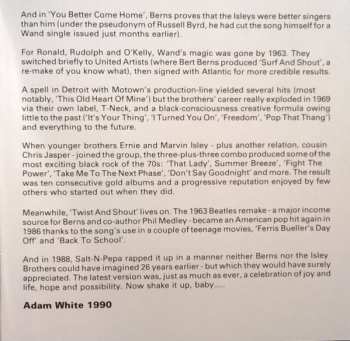 And in 'You Better Come Home', Berns proves that the Isleys were better singers
than him (under the pseudonym of Russell Byrd, he had cut the song himself for a
Wand single issued just months earlier).
For Ronald, Rudolph and O'Kelly, Wand's magic was gone by 1963. They
switched briefly to United Artists (where Bert Berns produced 'Surf And Shout', a
re-make of you know what), then signed with Atlantic for more credible results.
A spell in Detroit with Motown's production-line yielded several hits (most
notably, 'This Old Heart Of Mine') but the brothers' career really exploded in 1969
via their own label, T-Neck, and a black-consciousness creative formula owing
little to the past ('It's Your Thing', 'I Turned You On', 'Freedom', 'Pop That Thang')
and everything to the future.
When younger brothers Ernie and Marvin Isley - plus another relation, cousin
Chris Jasper - joined the group, the three-plus-three combo produced some of the
most exciting black rock of the 70s: 'That Lady', 'Summer Breeze', 'Fight The
Power', 'Take Me To The Next Phase', 'Don't Say Goodnight' and more. The result
was ten consecutive gold albums and a progressive reputation enjoyed by few
others who started out when they did.
Meanwhile, 'Twist And Shout' lives on. The 1963 Beatles remake - a major income
source for Berns and co-author Phil Medley - became an American pop hit again in
1986 thanks to the song's use in a couple of teenage movies, 'Ferris Bueller's Day
Off' and 'Back To School'.
And in 1988, Salt-N-Pepa rapped it up in a manner neither Berns nor the Isley
Brothers could have imagined 26 years earlier - but which they would have surely
appreciated. The latest version was, just as much as ever, a celebration of joy and
life, hope and possibility. Now shake it up, baby....
Adam White 1990